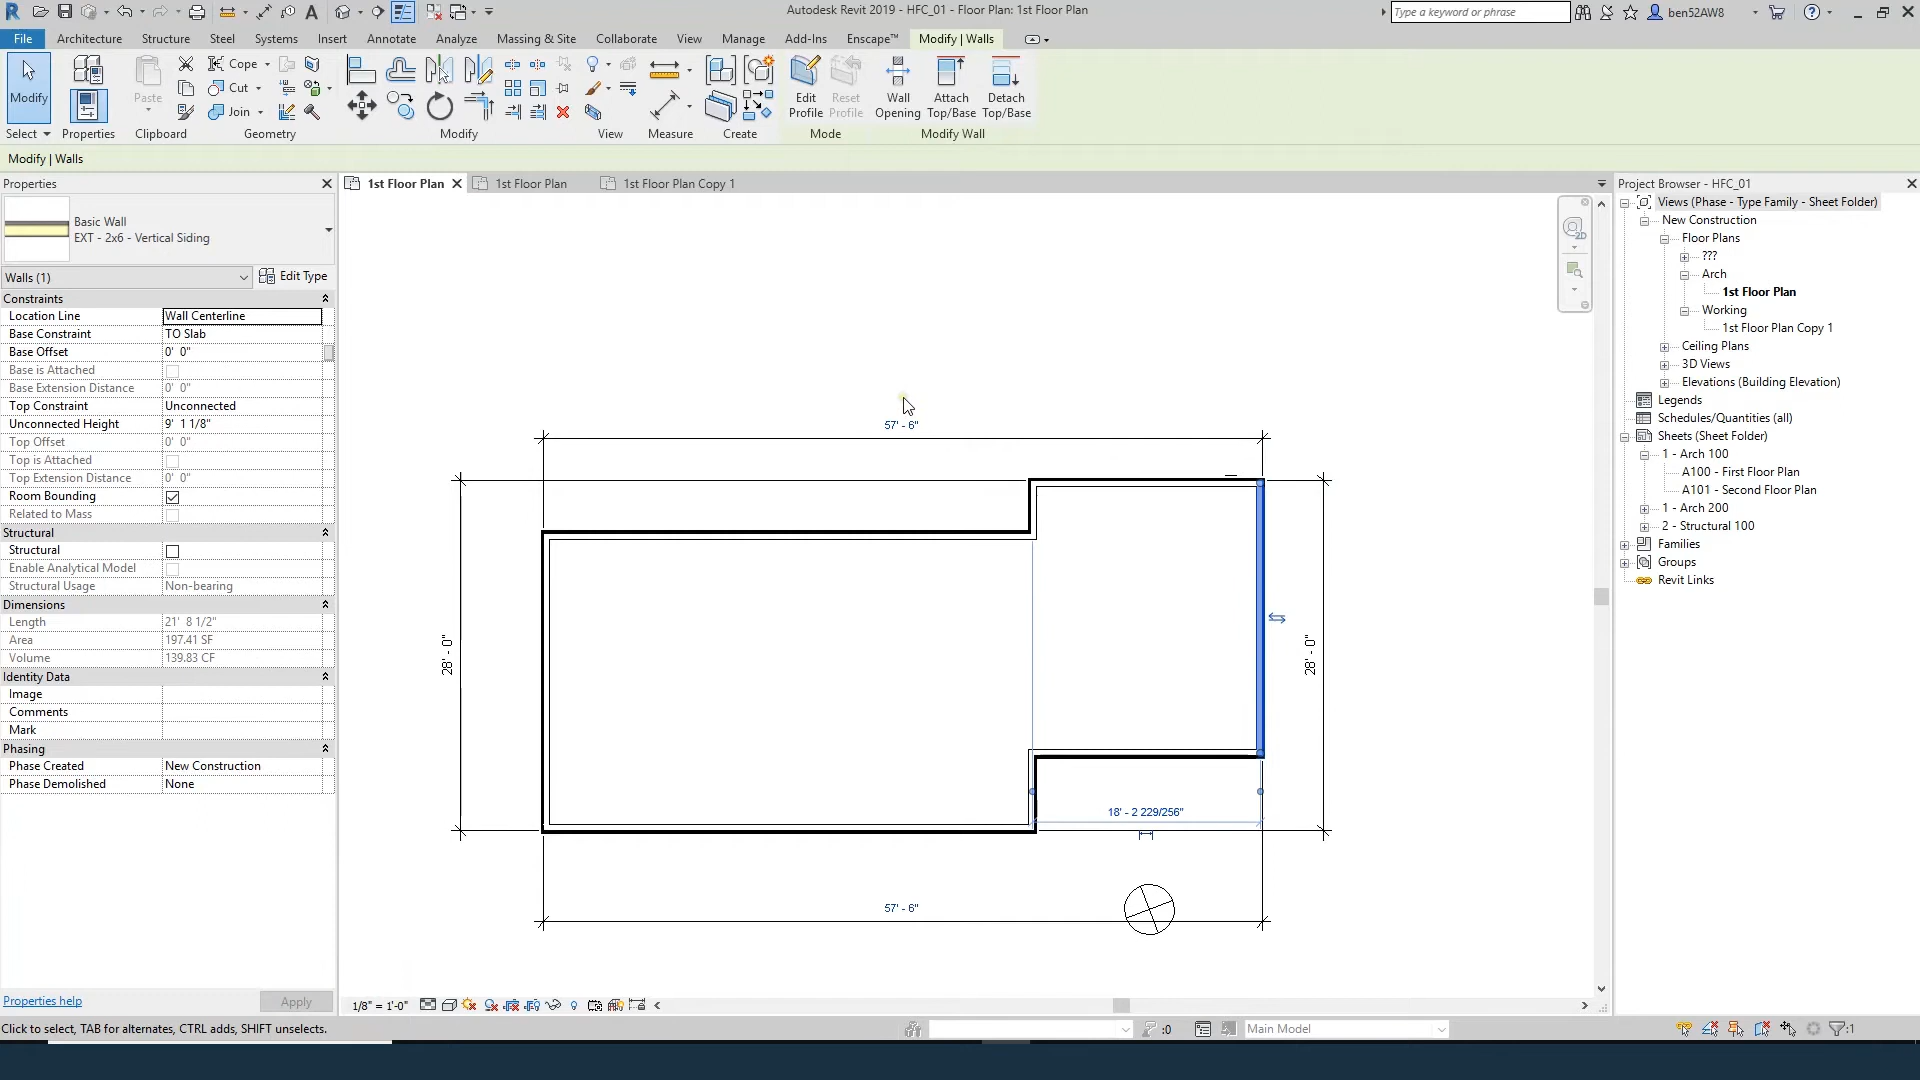 Autodesk Revit 2019 - HFC_01 - Floor Plan: 1st Floor Plan
Type a keyword or phrase
ben52AW8
File Architecture Structure Steel Systems Insert Annotate Analyze Massing & Site Collaborate View Manage Add-Ins Enscape™ Modify | Walls
Modify
Paste
Cope
Cut
Join
Edit Profile
Reset Profile
Wall Opening
Attach Top/Base
Detach Top/Base
Select Properties Clipboard Geometry Modify View Measure Create Mode Modify Wall
Modify | Walls
Properties
1st Floor Plan
1st Floor Plan
1st Floor Plan Copy 1
Project Browser - HFC_01
Basic Wall
EXT - 2x6 - Vertical Siding
Walls (1)
Edit Type
Constraints
Location Line Wall Centerline
Base Constraint TO Slab
Base Offset 0' 0"
Base is Attached
Base Extension Distance 0' 0"
Top Constraint Unconnected
Unconnected Height 9' 1 1/8"
Top Offset 0' 0"
Top is Attached
Top Extension Distance 0' 0"
Room Bounding
Related to Mass
Structural
Structural
Enable Analytical Model
Structural Usage Non-bearing
Dimensions
Length 21' 8 1/2"
Area 197.41 SF
Volume 139.83 CF
Identity Data
Image
Comments
Mark
Phasing
Phase Created New Construction
Phase Demolished None
Properties help
Apply
57' - 6"
28' - 0"
28' - 0"
18' - 2 229/256"
57' - 6"
2D
Views (Phase - Type Family - Sheet Folder)
New Construction
Floor Plans
???
Arch
1st Floor Plan
Working
1st Floor Plan Copy 1
Ceiling Plans
3D Views
Elevations (Building Elevation)
Legends
Schedules/Quantities (all)
Sheets (Sheet Folder)
1 - Arch 100
A100 - First Floor Plan
A101 - Second Floor Plan
1 - Arch 200
2 - Structural 100
Families
Groups
Revit Links
1/8" = 1'-0"
Click to select, TAB for alternates, CTRL adds, SHIFT unselects.
:0
Main Model
:1